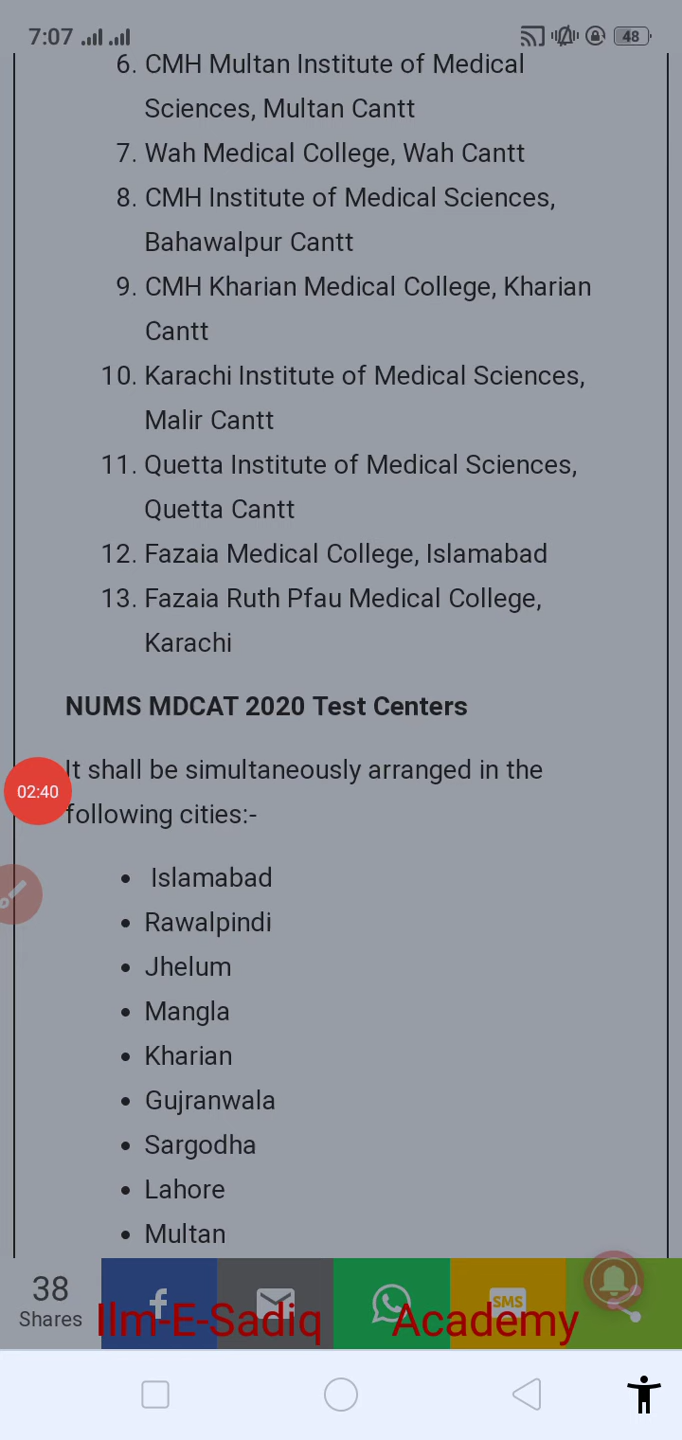 7:07
48
6. CMH Multan Institute of Medical
Sciences, Multan Cantt
7. Wah Medical College, Wah Cantt
8. CMH Institute of Medical Sciences,
Bahawalpur Cantt
9. CMH Kharian Medical College, Kharian
Cantt
10. Karachi Institute of Medical Sciences,
Malir Cantt
11. Quetta Institute of Medical Sciences,
Quetta Cantt
12. Fazaia Medical College, Islamabad
13. Fazaia Ruth Pfau Medical College,
Karachi
NUMS MDCAT 2020 Test Centers
It shall be simultaneously arranged in the
02:40
following cities:-
• Islamabad
• Rawalpindi
• Jhelum
• Mangla
• Kharian
• Gujranwala
• Sargodha
• Lahore
• Multan
38
Shares
SMS
Ilm-E-Sadiq Academy